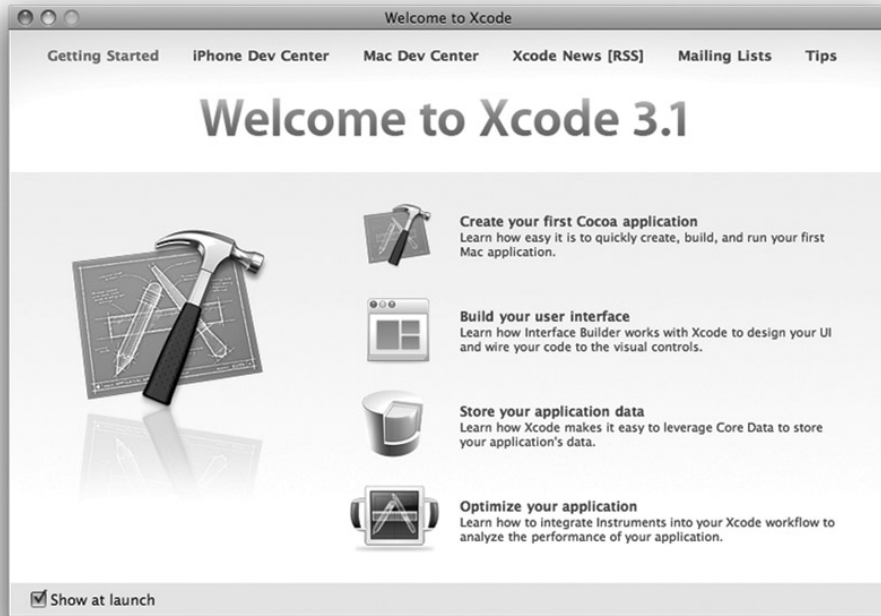 Welcome to Xcode
Getting Started iPhone Dev Center Mac Dev Center Xcode News [RSS] Mailing Lists Tips
Welcome to Xcode 3.1
Create your first Cocoa application
Learn how easy it is to quickly create, build, and run your first
Mac application.
Build your user interface
Learn how Interface Builder works with Xcode to design your UI
and wire your code to the visual controls.
Store your application data
Learn how Xcode makes it easy to leverage Core Data to store
your application's data.
Optimize your application
Learn how to integrate Instruments into your Xcode workflow to
analyze the performance of your application.
Show at launch